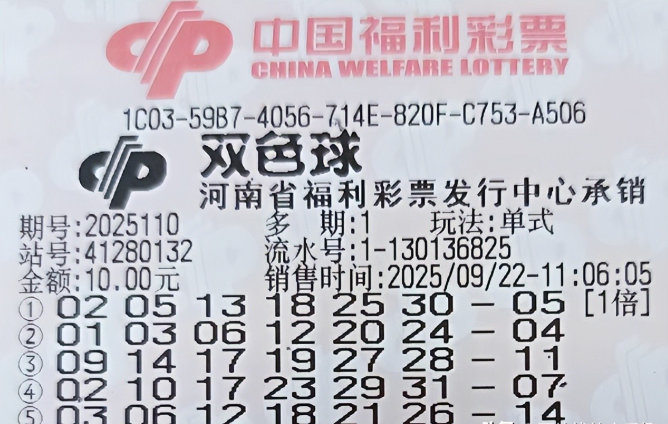 中国福利彩票
CHINA WELFARE LOTTERY
1C03-59B7-4056-714E-820F-C753-A506
双色球
河南省福利彩票发行中心承销
期号:2025110 多 期:1 玩法:单式
站号:41280132 流水号:1-130136825
金额:10.00元 销售时间:2025/09/22-11:06:05
① 02 05 13 18 25 30 - 05 [1倍]
② 01 03 06 12 20 24 - 04
③ 09 14 17 19 27 28 - 11
④ 02 10 17 23 29 31 - 07
⑤ 03 06 12 18 21 26 - 14